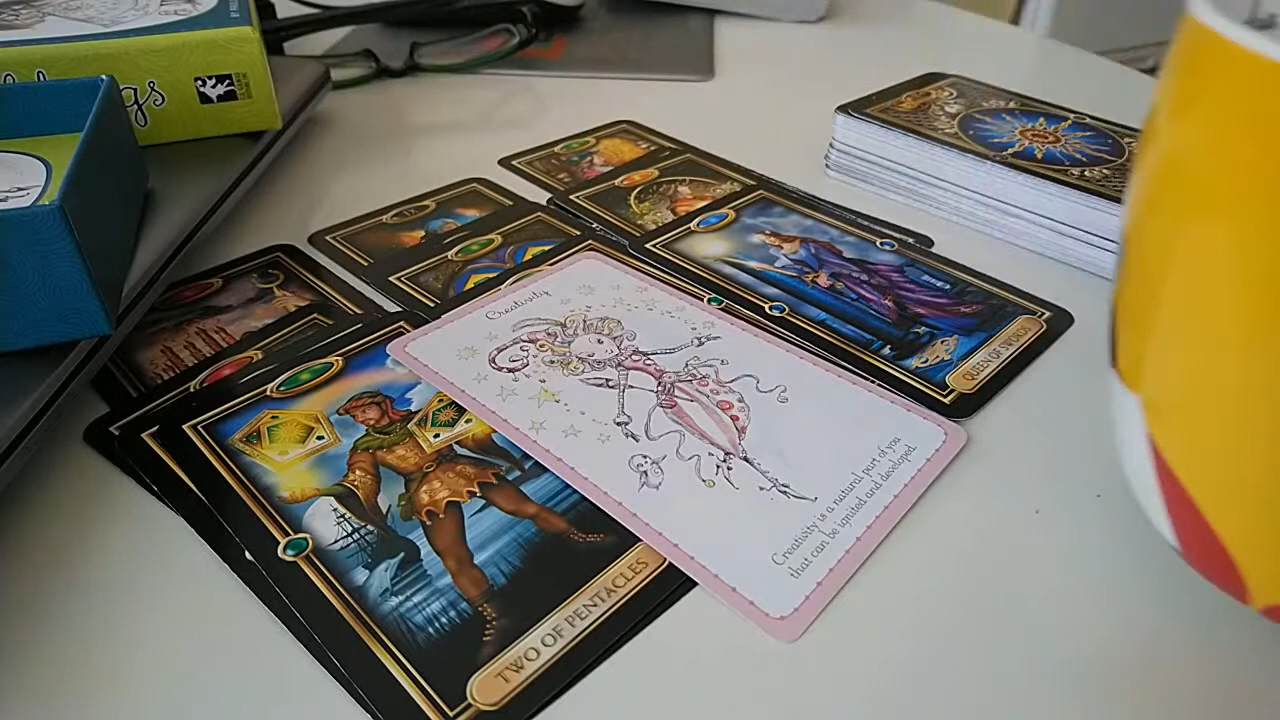 Creativity
Creativity is a natural part of you
that can be ignited and developed.
QUEEN OF SWORDS
TWO OF PENTACLES